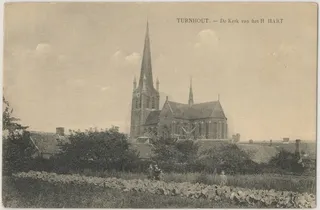 TURNHOUT. — De Kerk van het H. HART